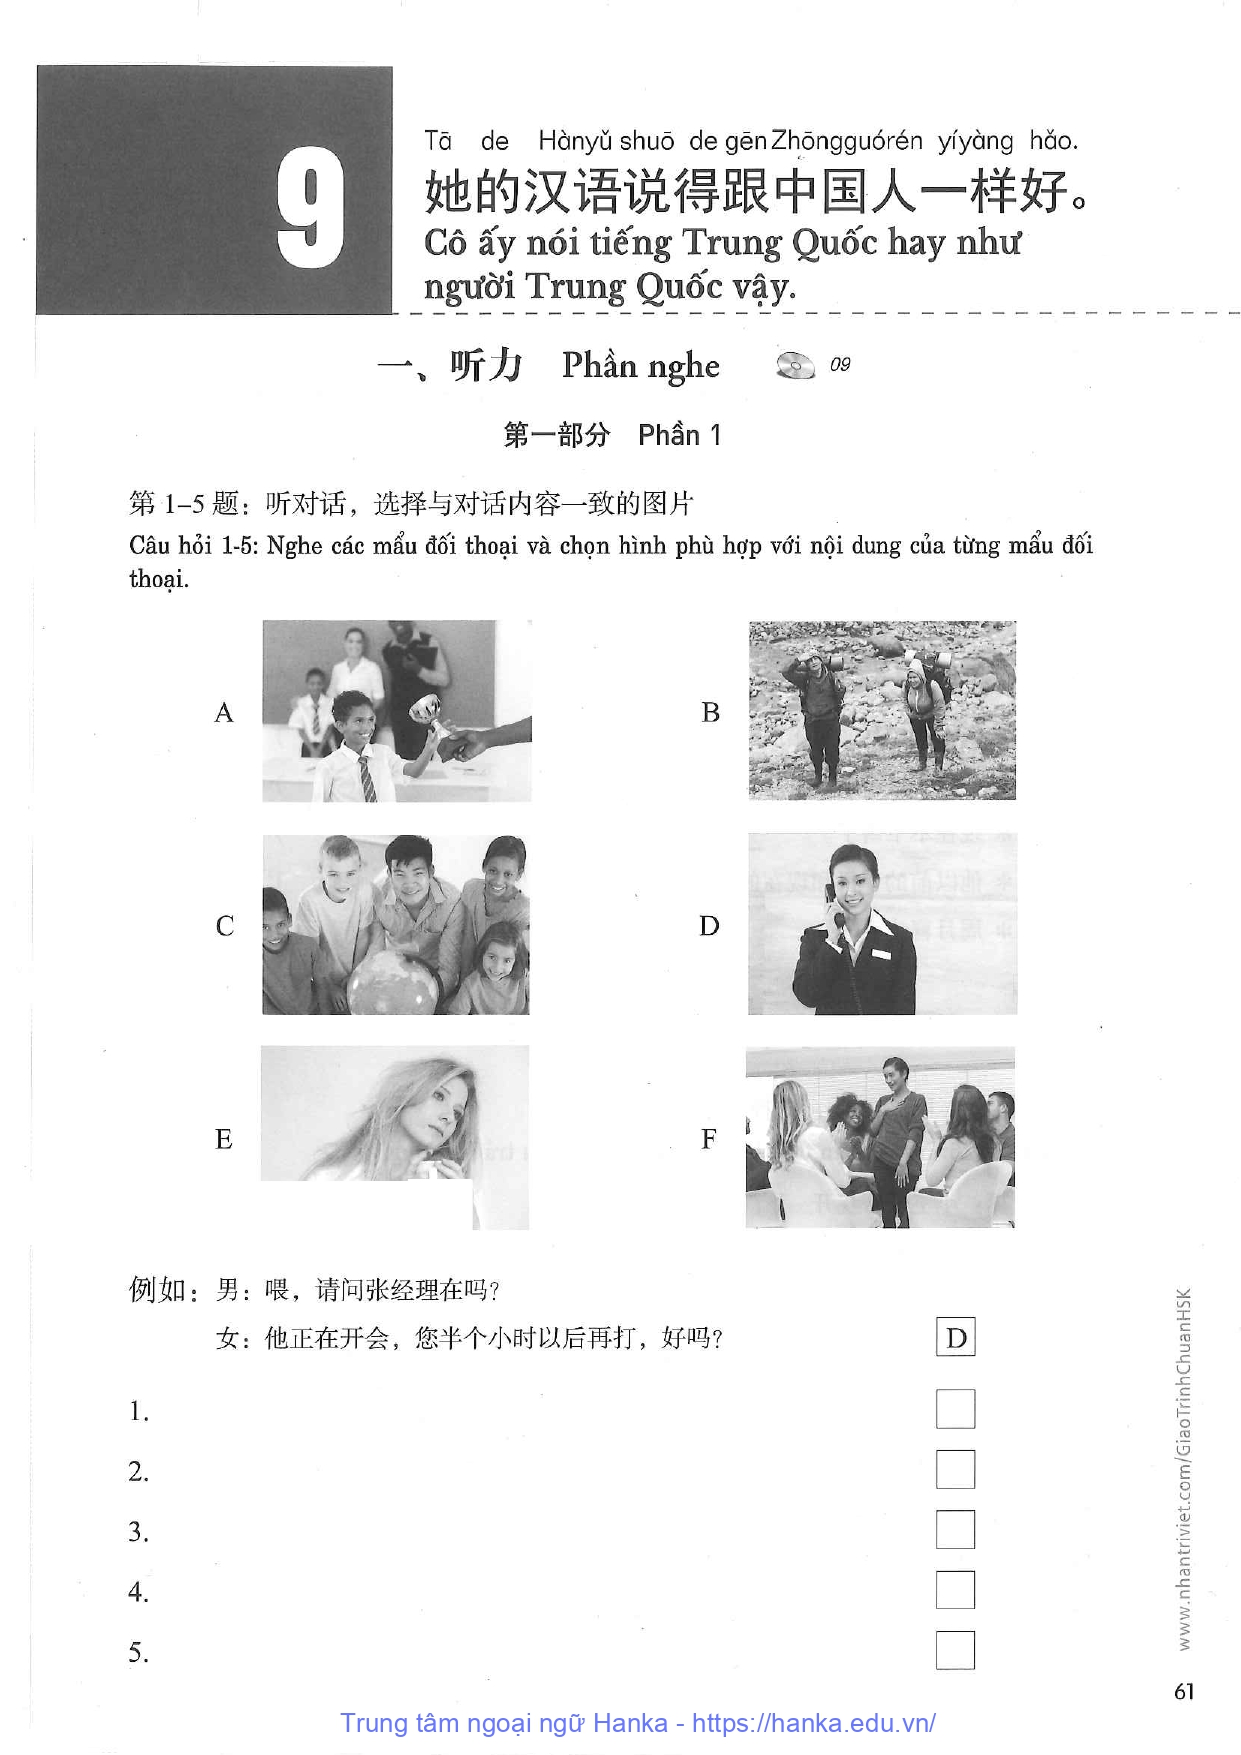 9
Tā de Hànyǔ shuō de gēn Zhōngguórén yíyàng hǎo.
她的汉语说得跟中国人一样好。
Cô ấy nói tiếng Trung Quốc hay như
người Trung Quốc vậy.
一、听力 Phần nghe 09
第一部分 Phần 1
第 1–5 题：听对话，选择与对话内容一致的图片
Câu hỏi 1-5: Nghe các mẩu đối thoại và chọn hình phù hợp với nội dung của từng mẩu đối
thoại.
A
B
C
D
E
F
例如：男：喂，请问张经理在吗？
女：他正在开会，您半个小时以后再打，好吗？ D
1.
2.
3.
4.
5.
www.nhantriviet.com/GiaoTrinhChuanHSK
61
Trung tâm ngoại ngữ Hanka - https://hanka.edu.vn/